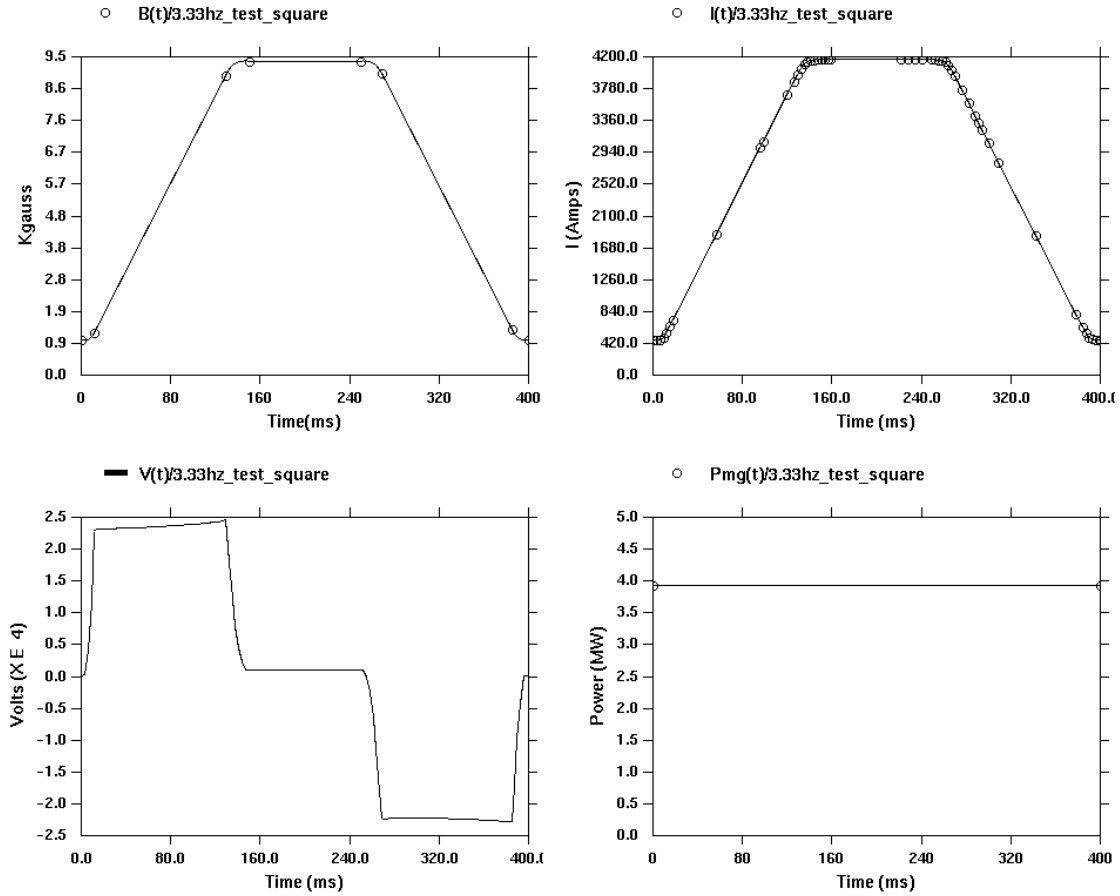 B(t)/3.33hz_test_square
9.5
8.6
7.6
6.7
5.7
4.8
3.8
2.8
1.9
0.9
0.0
Kgauss
0 80 160 240 320 400
Time(ms)
I(t)/3.33hz_test_square
4200.0
3780.0
3360.0
2940.0
2520.0
2100.0
1680.0
1260.0
840.0
420.0
0.0
I (Amps)
0.0 80.0 160.0 240.0 320.0 400.0
Time (ms)
V(t)/3.33hz_test_square
2.5
2.0
1.5
1.0
0.5
0.0
-0.5
-1.0
-1.5
-2.0
-2.5
Volts (X E 4)
0.0 80.0 160.0 240.0 320.0 400.0
Time (ms)
Pmg(t)/3.33hz_test_square
5.0
4.5
4.0
3.5
3.0
2.5
2.0
1.5
1.0
0.5
0.0
Power (MW)
0 80 160 240 320 400
Time (ms)